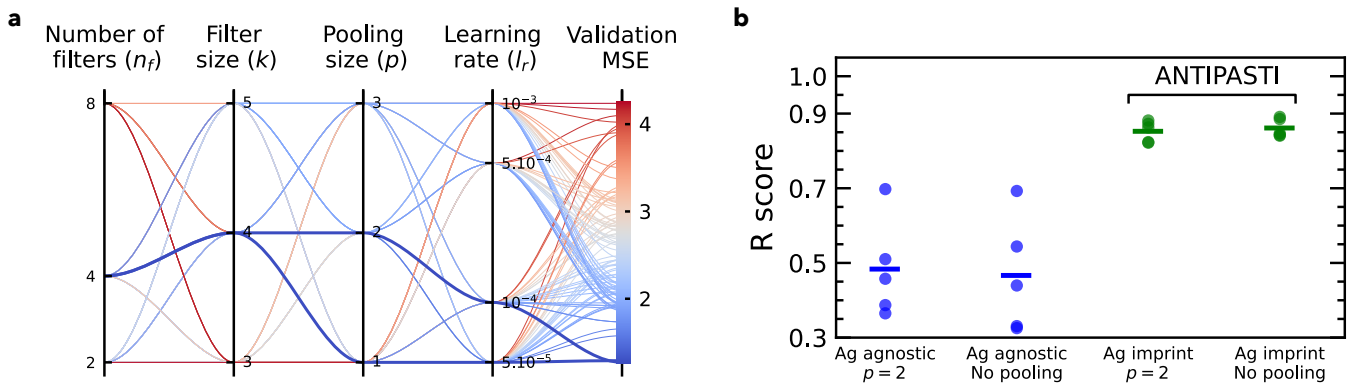 a
Number of filters (n_f)
Filter size (k)
Pooling size (p)
Learning rate (l_r)
Validation MSE
8
4
2
5
4
3
3
2
1
10⁻³
5.10⁻⁴
10⁻⁴
5.10⁻⁵
4
3
2
b
R score
1.0
0.9
0.7
0.5
0.3
ANTIPASTI
Ag agnostic
p = 2
Ag agnostic
No pooling
Ag imprint
p = 2
Ag imprint
No pooling